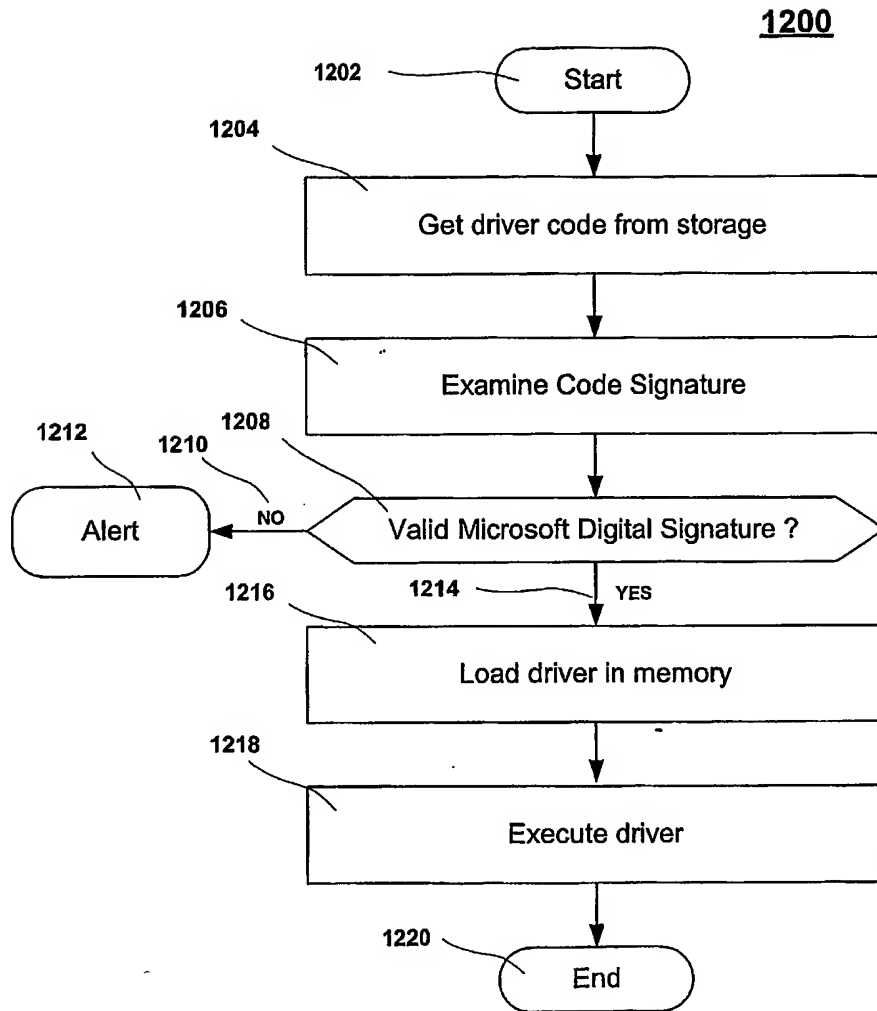 1200
1202
Start
1204
Get driver code from storage
1206
Examine Code Signature
1208
1210
1212
Alert
NO
Valid Microsoft Digital Signature ?
1214
YES
1216
Load driver in memory
1218
Execute driver
1220
End